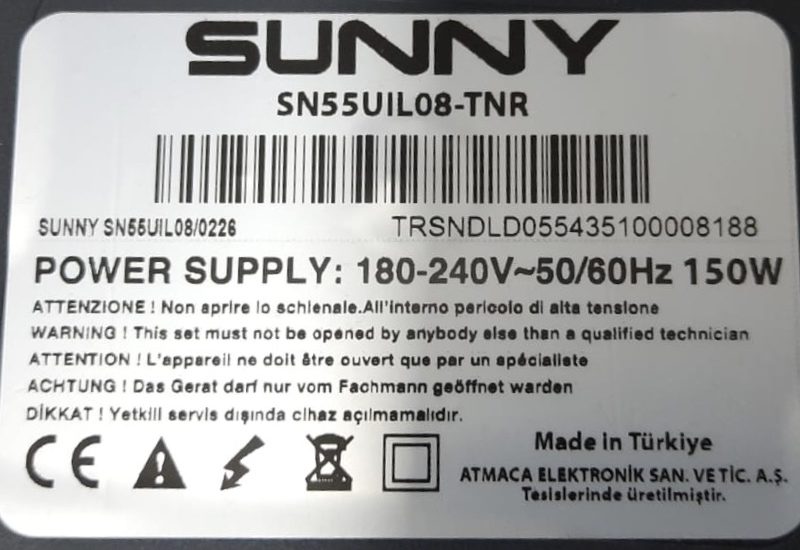 SUNNY
SN55UIL08-TNR
SUNNY SN55UIL08/0226 TRSNDLD055435100008188
POWER SUPPLY: 180-240V~50/60Hz 150W
ATTENZIONE ! Non aprire lo schienale.All'interno pericolo di alta tensione
WARNING ! This set must not be opened by anybody else than a qualified technician
ATTENTION ! L'appareil ne doit être ouvert que par un spécialiste
ACHTUNG ! Das Gerat darf nur vom Fachmann geöffnet warden
DİKKAT ! Yetkili servis dışında cihaz açılmamalıdır.
CE
Made in Türkiye
ATMACA ELEKTRONİK SAN. VE TİC. A.Ş.
Tesislerinde üretilmiştir.